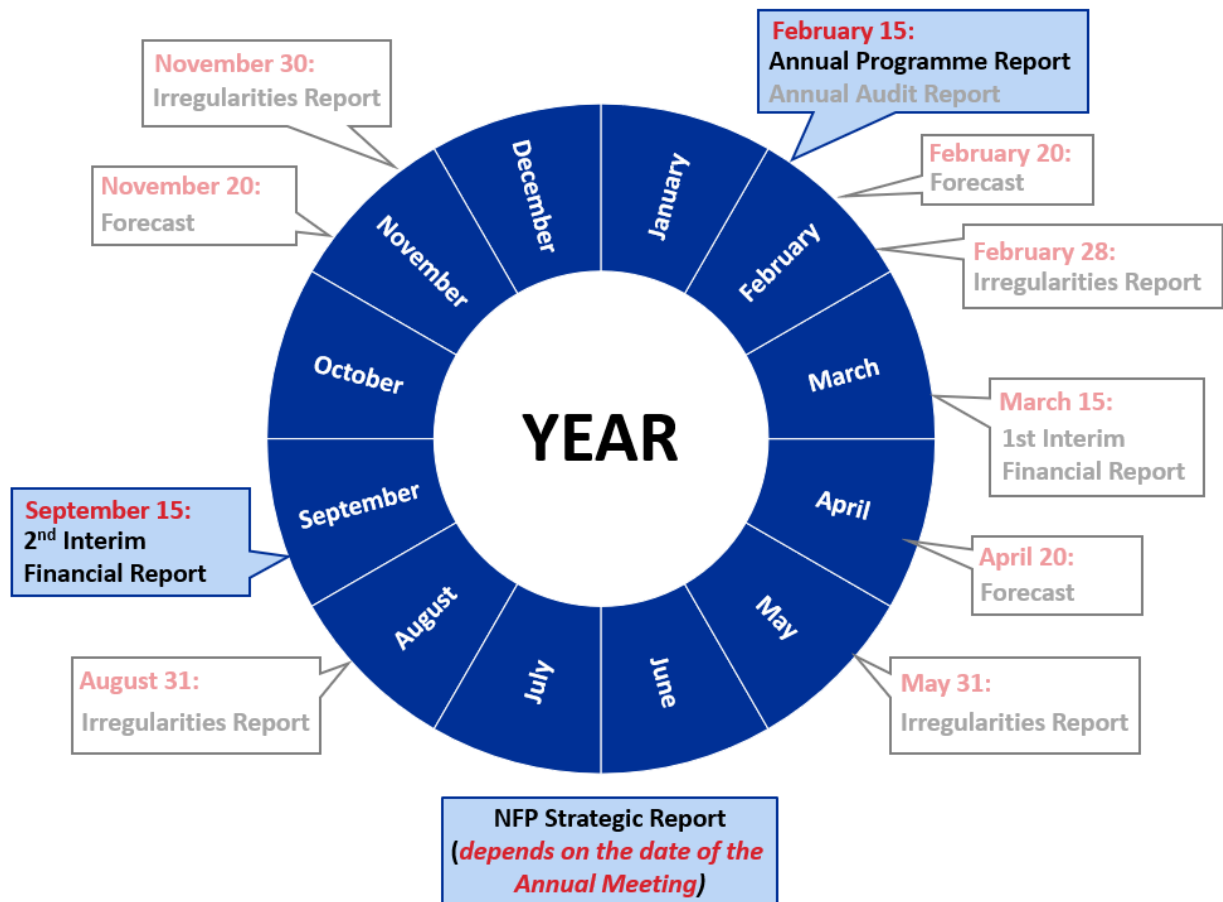 February 15:
Annual Programme Report
Annual Audit Report
February 20:
Forecast
February 28:
Irregularities Report
March 15:
1st Interim
Financial Report
April 20:
Forecast
May 31:
Irregularities Report
NFP Strategic Report
(depends on the date of the
Annual Meeting)
August 31:
Irregularities Report
September 15:
2nd Interim
Financial Report
November 20:
Forecast
November 30:
Irregularities Report
January
February
March
April
May
June
July
August
September
October
November
December
YEAR